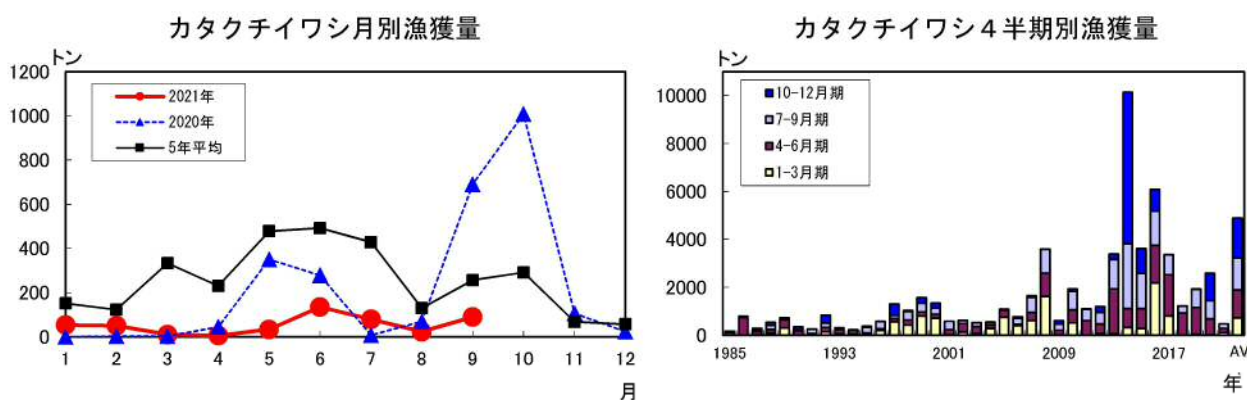 カタクチイワシ月別漁獲量
トン
1200
1000
800
600
400
200
0
2021年
2020年
5年平均
1 2 3 4 5 6 7 8 9 10 11 12
月
カタクチイワシ４半期別漁獲量
トン
10000
8000
6000
4000
2000
0
10-12月期
7-9月期
4-6月期
1-3月期
1985 1993 2001 2009 2017 AV
年